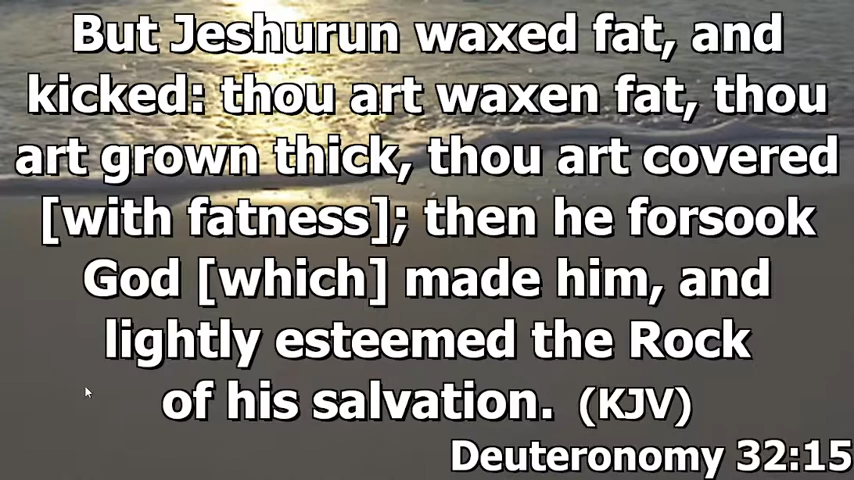 But Jeshurun waxed fat, and
kicked: thou art waxen fat, thou
art grown thick, thou art covered
[with fatness]; then he forsook
God [which] made him, and
lightly esteemed the Rock
of his salvation. (KJV)
Deuteronomy 32:15